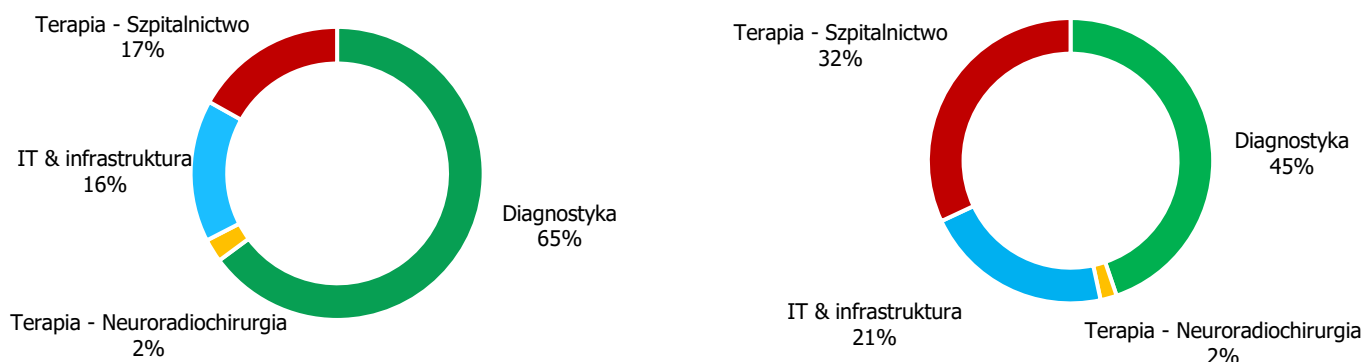 Terapia - Szpitalnictwo
17%
IT & infrastruktura
16%
Diagnostyka
65%
Terapia - Neuroradiochirurgia
2%
Terapia - Szpitalnictwo
32%
Diagnostyka
45%
IT & infrastruktura
21%
Terapia - Neuroradiochirurgia
2%